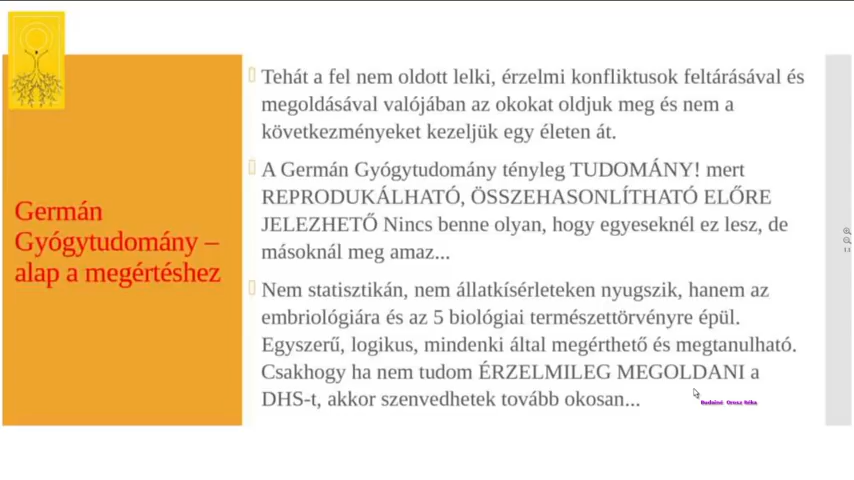 Tehát a fel nem oldott lelki, érzelmi konfliktusok feltárásával és
megoldásával valójában az okokat oldjuk meg és nem a
következményeket kezeljük egy életen át.
A Germán Gyógytudomány tényleg TUDOMÁNY! mert
REPRODUKÁLHATÓ, ÖSSZEHASONLÍTHATÓ ELŐRE
JELEZHETŐ Nincs benne olyan, hogy egyeseknél ez lesz, de
másoknál meg amaz...
Germán
Gyógytudomány –
alap a megértéshez
Nem statisztikán, nem állatkísérleteken nyugszik, hanem az
embriológiára és az 5 biológiai természettörvényre épül.
Egyszerű, logikus, mindenki által megérthető és megtanulható.
Csakhogy ha nem tudom ÉRZELMILEG MEGOLDANI a
DHS-t, akkor szenvedhetek tovább okosan...
Orosz Réka